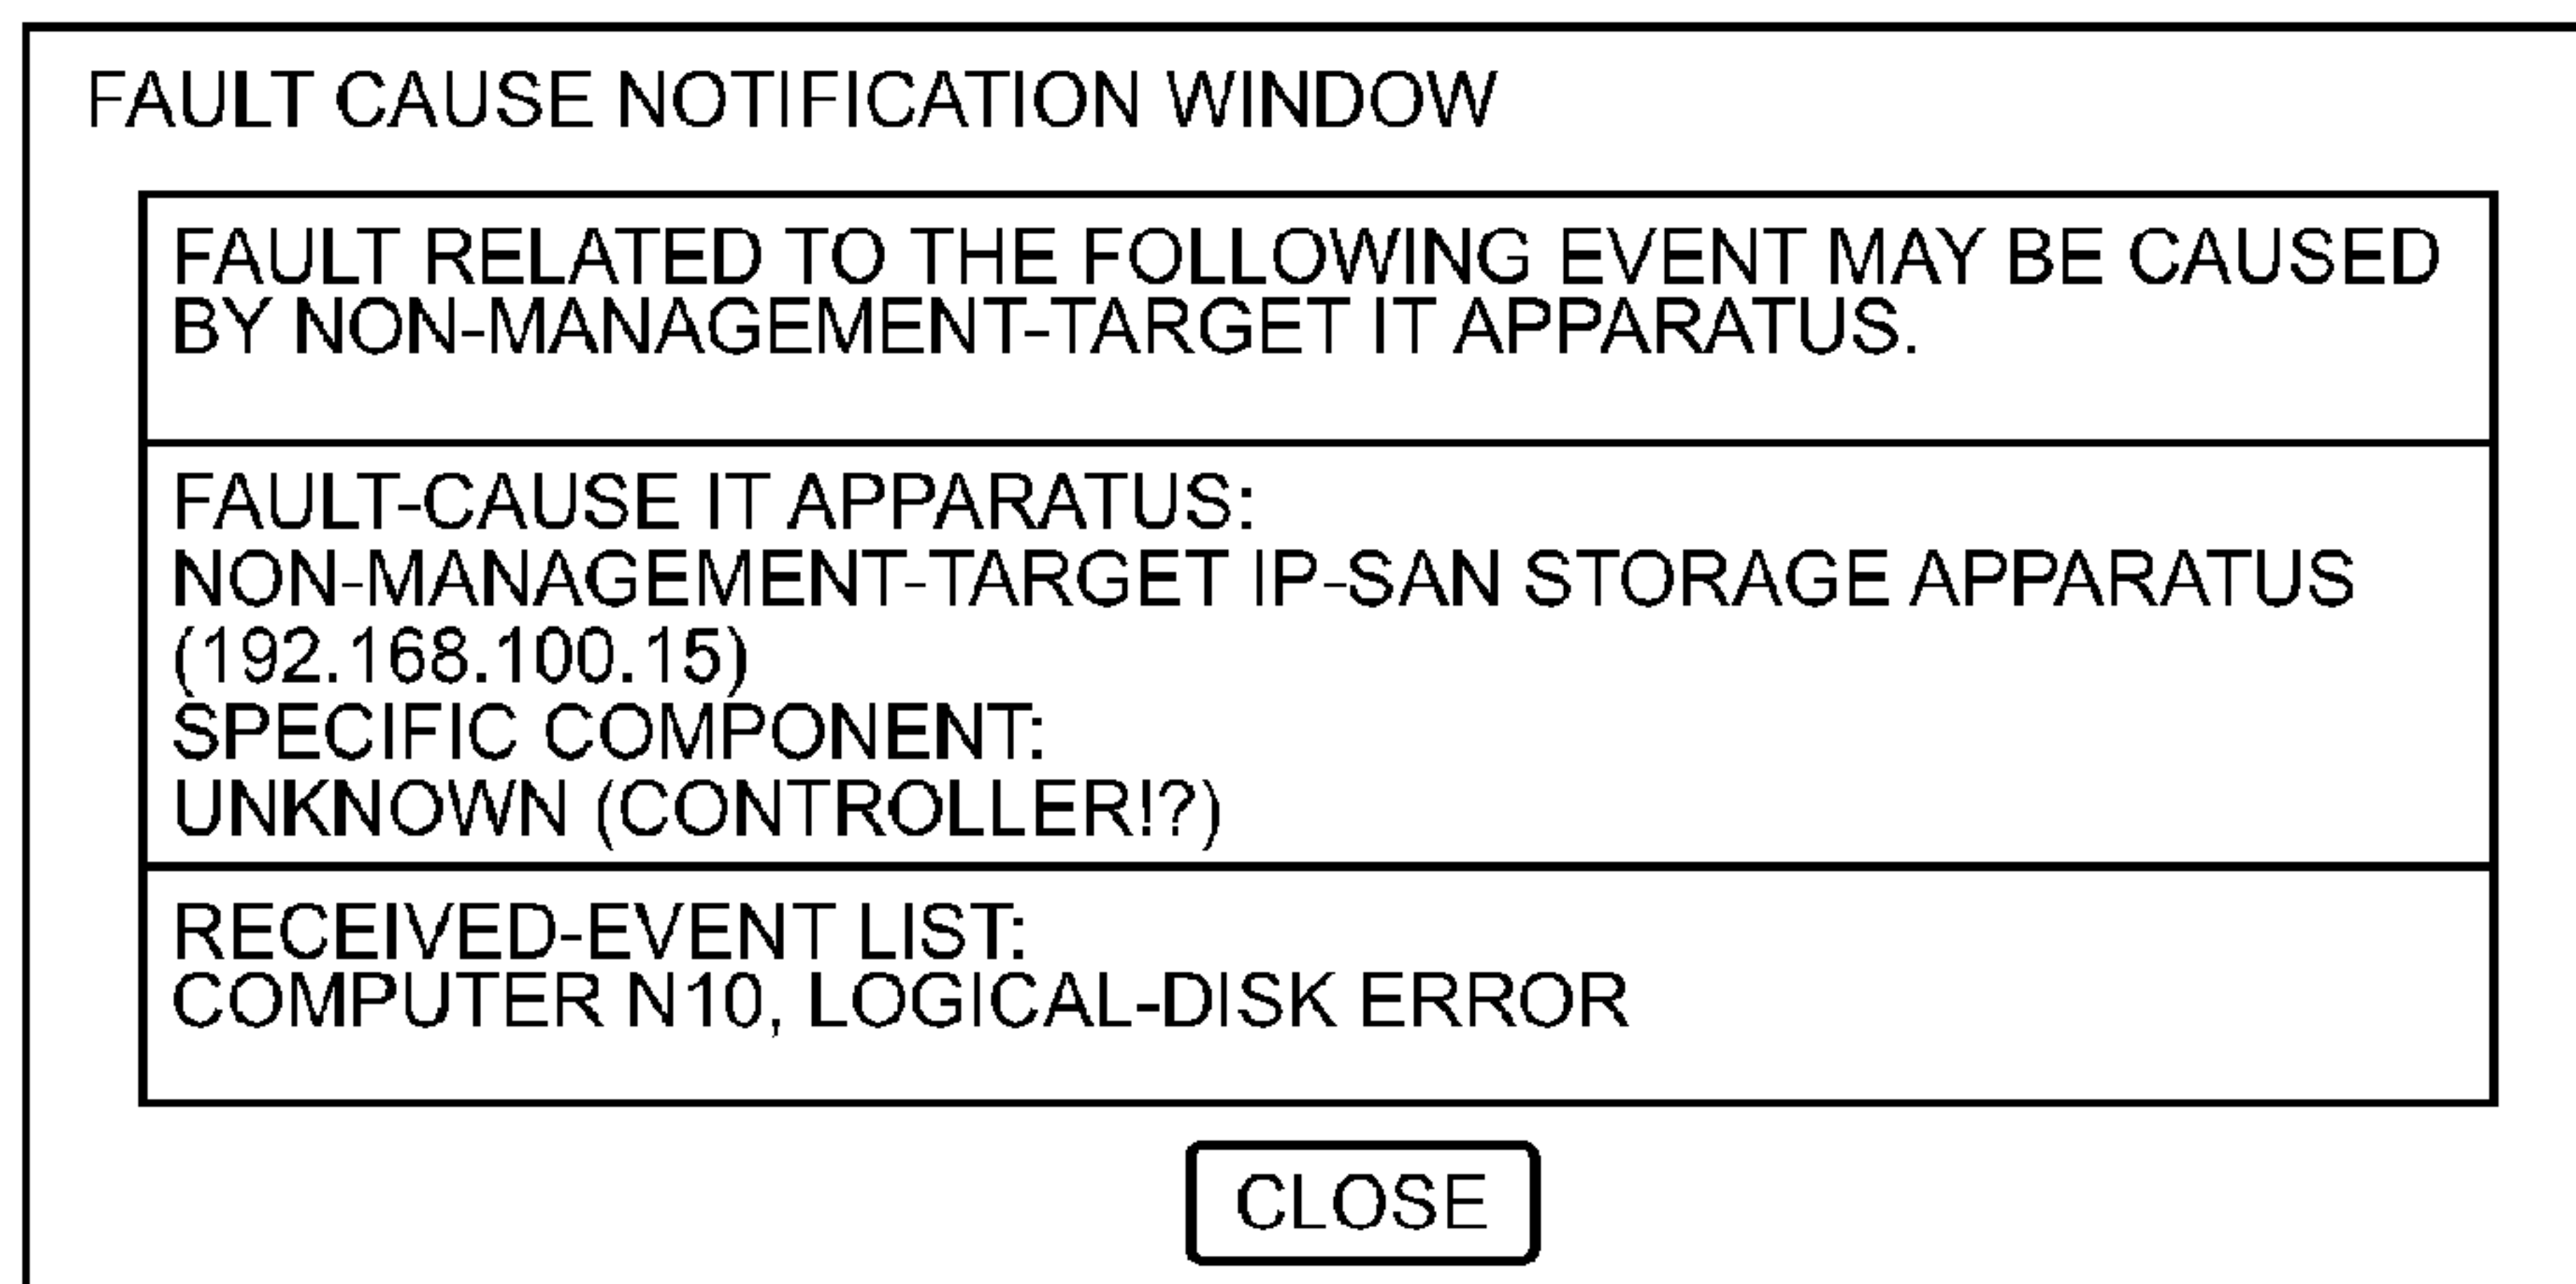 FAULT CAUSE NOTIFICATION WINDOW
FAULT RELATED TO THE FOLLOWING EVENT MAY BE CAUSED
BY NON-MANAGEMENT-TARGET IT APPARATUS.
FAULT-CAUSE IT APPARATUS:
NON-MANAGEMENT-TARGET IP-SAN STORAGE APPARATUS
(192.168.100.15)
SPECIFIC COMPONENT:
UNKNOWN (CONTROLLER!?)
RECEIVED-EVENT LIST:
COMPUTER N10, LOGICAL-DISK ERROR
CLOSE